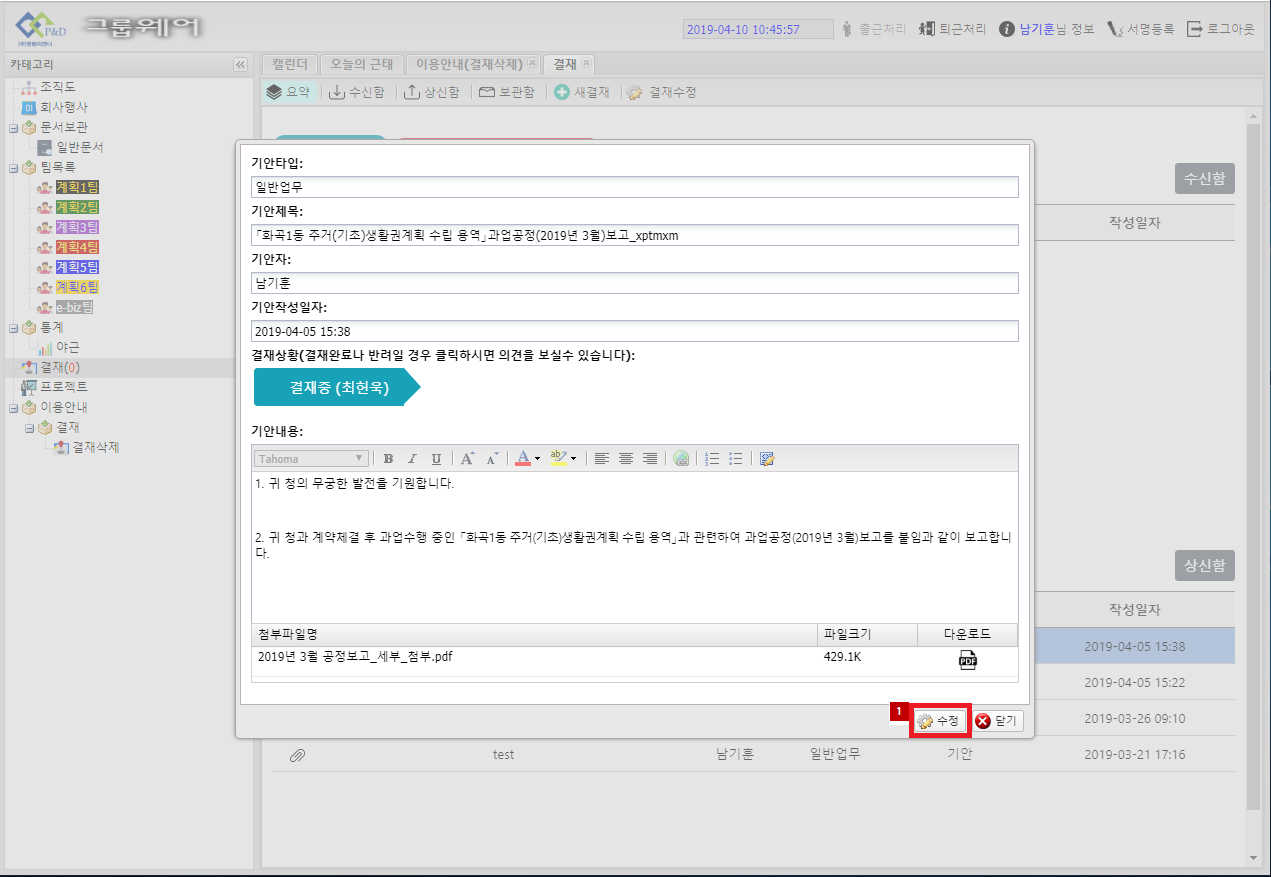 P&D
(주)평화피앤디
그룹웨어
2019-04-10 10:45:57
출근처리
퇴근처리
남기훈님 정보
서명등록
로그아웃
카테고리
캘린더
오늘의 근태
이용안내(결재삭제)
결재
요약
수신함
상신함
보관함
새결재
결재수정
조직도
회사행사
문서보관
일반문서
팀목록
계획1팀
계획2팀
계획3팀
계획4팀
계획5팀
계획6팀
e-biz팀
통계
야근
결재(0)
프로젝트
이용안내
결재
결재삭제
수신함
작성일자
기안타입:
일반업무
기안제목:
「화곡1동 주거(기초)생활권계획 수립 용역」과업공정(2019년 3월)보고_xptmxm
기안자:
남기훈
기안작성일자:
2019-04-05 15:38
결재상황(결재완료나 반려일 경우 클릭하시면 의견을 보실수 있습니다):
결재중 (최현욱)
기안내용:
Tahoma
B I U A A A ab
1. 귀 청의 무궁한 발전을 기원합니다.
2. 귀 청과 계약체결 후 과업수행 중인 「화곡1동 주거(기초)생활권계획 수립 용역」과 관련하여 과업공정(2019년 3월)보고를 붙임과 같이 보고합니
다.
첨부파일명 파일크기 다운로드
2019년 3월 공정보고_세부_첨부.pdf 429.1K PDF
1
수정
닫기
상신함
작성일자
2019-04-05 15:38
2019-04-05 15:22
2019-03-26 09:10
test 남기훈 일반업무 기안 2019-03-21 17:16